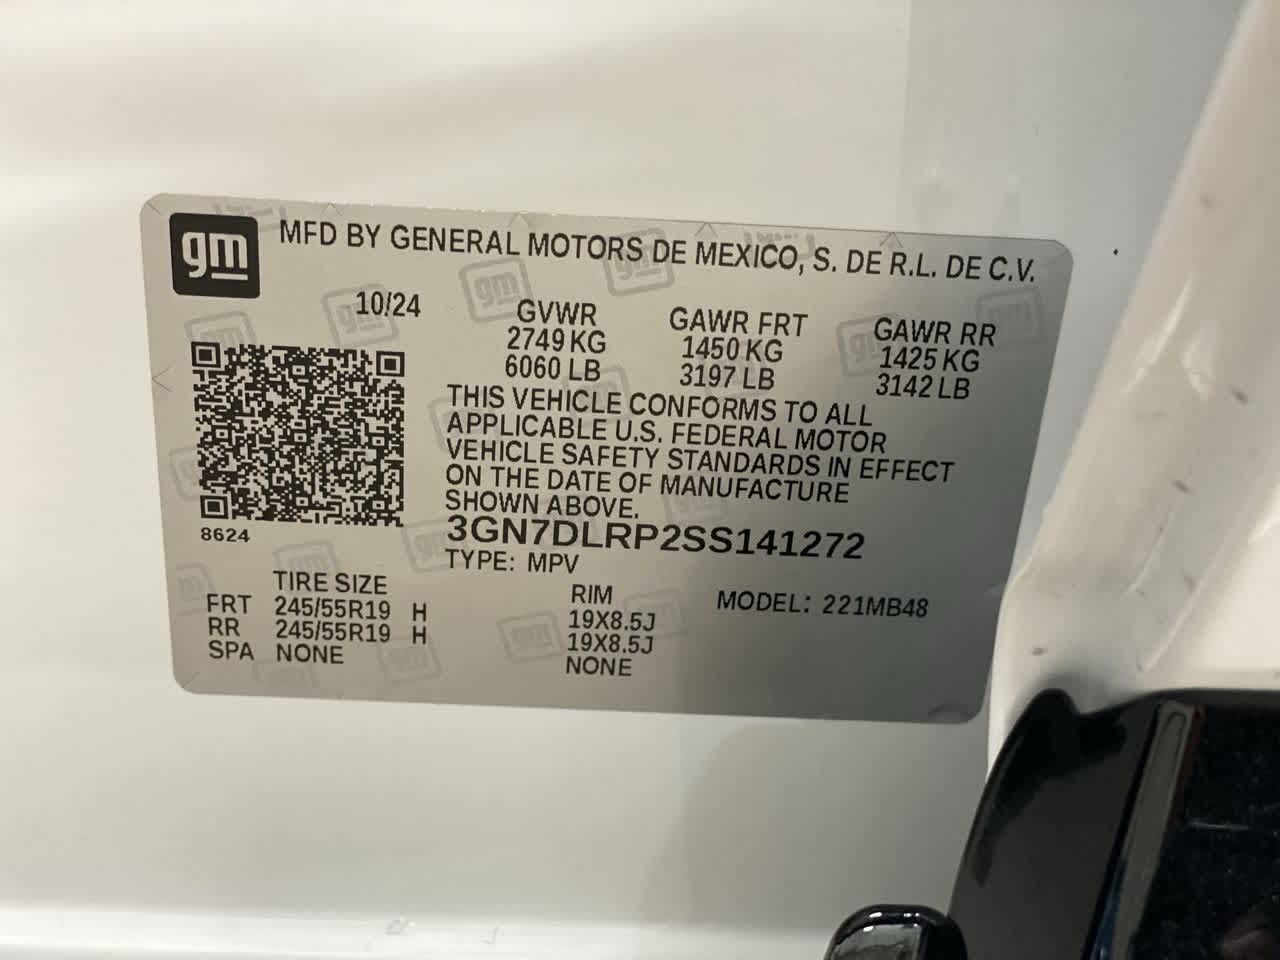 gm
MFD BY GENERAL MOTORS DE MEXICO, S. DE R.L. DE C.V.
10/24
GVWR GAWR FRT GAWR RR
2749 KG 1450 KG 1425 KG
6060 LB 3197 LB 3142 LB
THIS VEHICLE CONFORMS TO ALL
APPLICABLE U.S. FEDERAL MOTOR
VEHICLE SAFETY STANDARDS IN EFFECT
ON THE DATE OF MANUFACTURE
SHOWN ABOVE.
8624
3GN7DLRP2SS141272
TYPE: MPV
TIRE SIZE RIM MODEL: 221MB48
FRT 245/55R19 H 19X8.5J
RR 245/55R19 H 19X8.5J
SPA NONE NONE